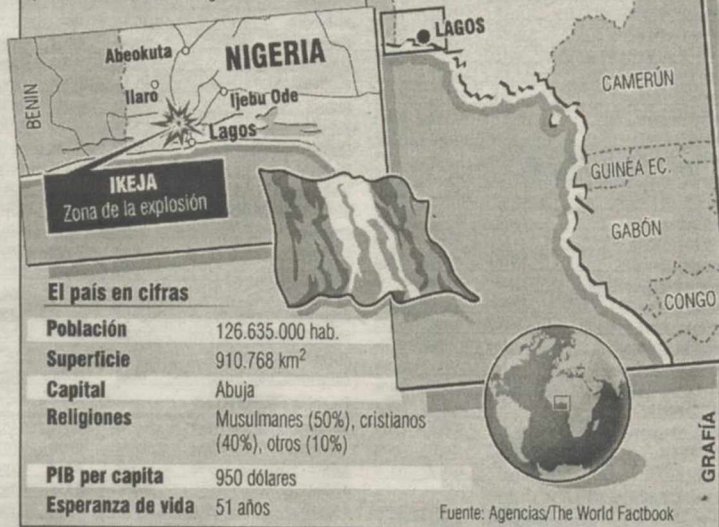 Abeokuta
NIGERIA
BENÍN
Ilaro
Ijebu Ode
Lagos
IKEJA
Zona de la explosión
LAGOS
CAMERÚN
GUINEA EC.
GABÓN
CONGO
El país en cifras
Población 126.635.000 hab.
Superficie 910.768 km²
Capital Abuja
Religiones Musulmanes (50%), cristianos
(40%), otros (10%)
PIB per capita 950 dólares
Esperanza de vida 51 años
Fuente: Agencias/The World Factbook
GRAFÍA